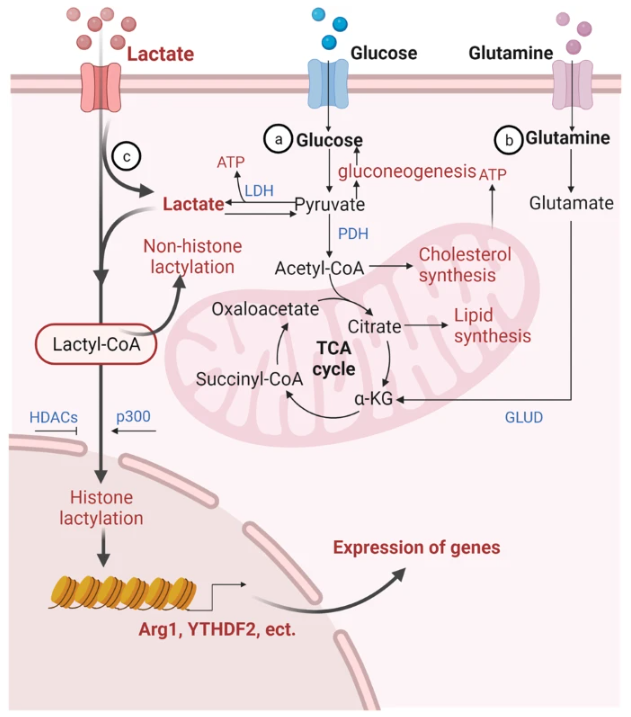 Lactate
Glucose
Glutamine
a
Glucose
b
Glutamine
c
ATP
LDH
gluconeogenesis
ATP
Lactate
Pyruvate
Glutamate
PDH
Non-histone
lactylation
Acetyl-CoA
Cholesterol
synthesis
Oxaloacetate
Citrate
Lipid
synthesis
Lactyl-CoA
TCA
cycle
Succinyl-CoA
α-KG
HDACs
p300
GLUD
Histone
lactylation
Expression of genes
Arg1, YTHDF2, ect.